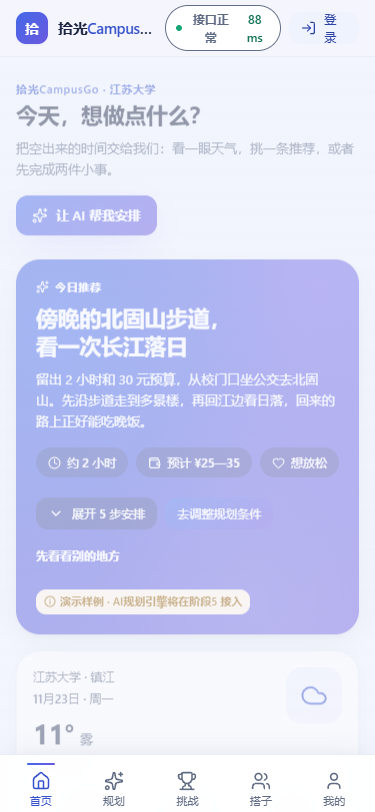 拾
拾光Campus...
接口正常
88 ms
登录
拾光CampusGo · 江苏大学
今天，想做点什么？
把空出来的时间交给我们：看一眼天气，挑一条推荐，或者
先完成两件小事。
让 AI 帮我安排
今日推荐
傍晚的北固山步道，
看一次长江落日
留出 2 小时和 30 元预算，从校门口坐公交去北固
山。先沿步道走到多景楼，再回江边看日落，回来的
路上正好能吃晚饭。
约 2 小时
预计 ¥25—35
想放松
展开 5 步安排
去调整规划条件
先看看别的地方
演示样例 · AI规划引擎将在阶段5 接入
江苏大学 · 镇江
11月23日 · 周一
11° 雾
首页
规划
挑战
搭子
我的